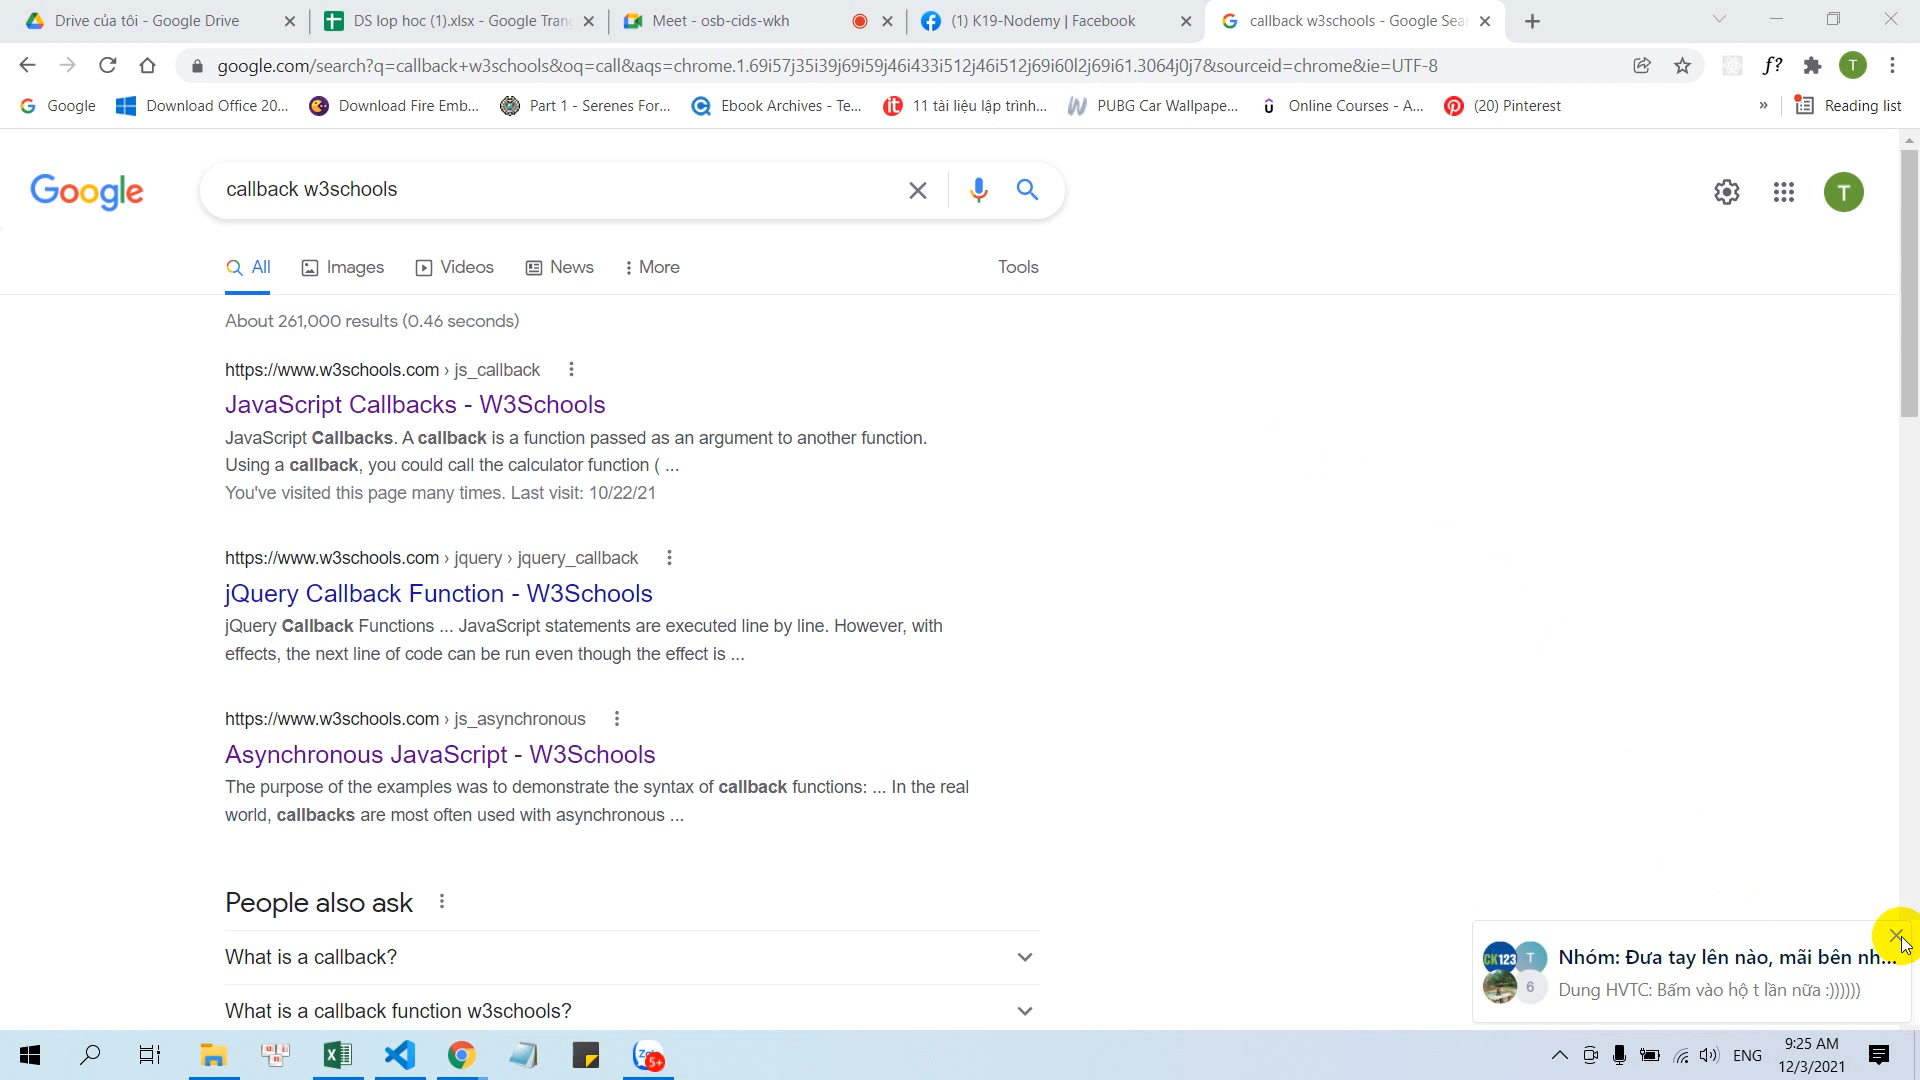 Drive của tôi - Google Drive
DS lop hoc (1).xlsx - Google Tran
Meet - osb-cids-wkh
(1) K19-Nodemy | Facebook
callback w3schools - Google Sea
google.com/search?q=callback+w3schools&oq=call&aqs=chrome.1.69i57j35i39j69i59j46i433i512j46i512j69i60l2j69i61.3064j0j7&sourceid=chrome&ie=UTF-8
f?
T
Google
Download Office 20...
Download Fire Emb...
Part 1 - Serenes For...
Ebook Archives - Te...
it
11 tài liệu lập trình...
PUBG Car Wallpape...
Online Courses - A...
(20) Pinterest
»
Reading list
Google
callback w3schools
T
All
Images
Videos
News
More
Tools
About 261,000 results (0.46 seconds)
https://www.w3schools.com › js_callback
JavaScript Callbacks - W3Schools
JavaScript Callbacks. A callback is a function passed as an argument to another function.
Using a callback, you could call the calculator function ( ...
You've visited this page many times. Last visit: 10/22/21
https://www.w3schools.com › jquery › jquery_callback
jQuery Callback Function - W3Schools
jQuery Callback Functions ... JavaScript statements are executed line by line. However, with
effects, the next line of code can be run even though the effect is ...
https://www.w3schools.com › js_asynchronous
Asynchronous JavaScript - W3Schools
The purpose of the examples was to demonstrate the syntax of callback functions: ... In the real
world, callbacks are most often used with asynchronous ...
People also ask
What is a callback?
What is a callback function w3schools?
CK123
T
6
Nhóm: Đưa tay lên nào, mãi bên nh...
Dung HVTC: Bấm vào hộ t lần nữa :))))))
5+
ENG
9:25 AM
12/3/2021